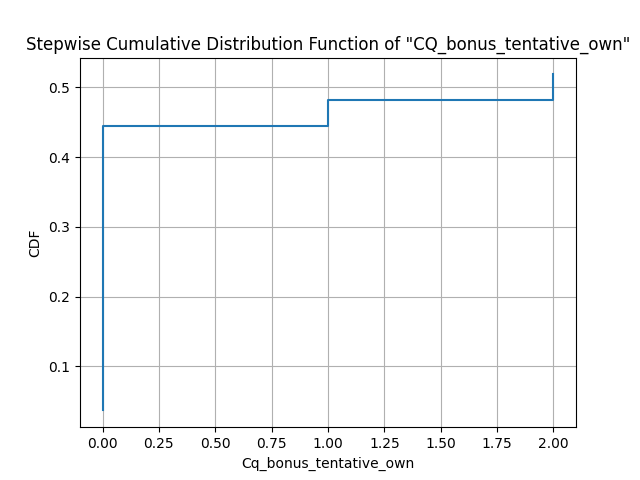 Stepwise Cumulative Distribution Function of "CQ_bonus_tentative_own"
0.5
0.4
0.3
0.2
0.1
CDF
0.00 0.25 0.50 0.75 1.00 1.25 1.50 1.75 2.00
Cq_bonus_tentative_own